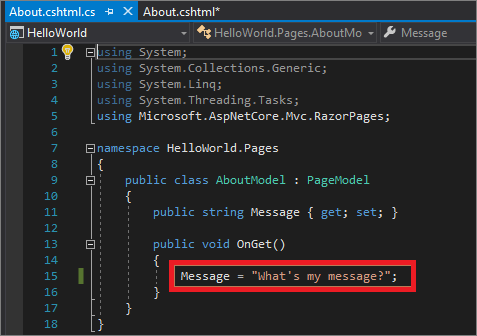 About.cshtml.cs About.cshtml*
HelloWorld HelloWorld.Pages.AboutMo Message
1 using System;
2 using System.Collections.Generic;
3 using System.Linq;
4 using System.Threading.Tasks;
5 using Microsoft.AspNetCore.Mvc.RazorPages;
6
7 namespace HelloWorld.Pages
8 {
9 public class AboutModel : PageModel
10 {
11 public string Message { get; set; }
12
13 public void OnGet()
14 {
15 Message = "What's my message?";
16 }
17 }
18 }